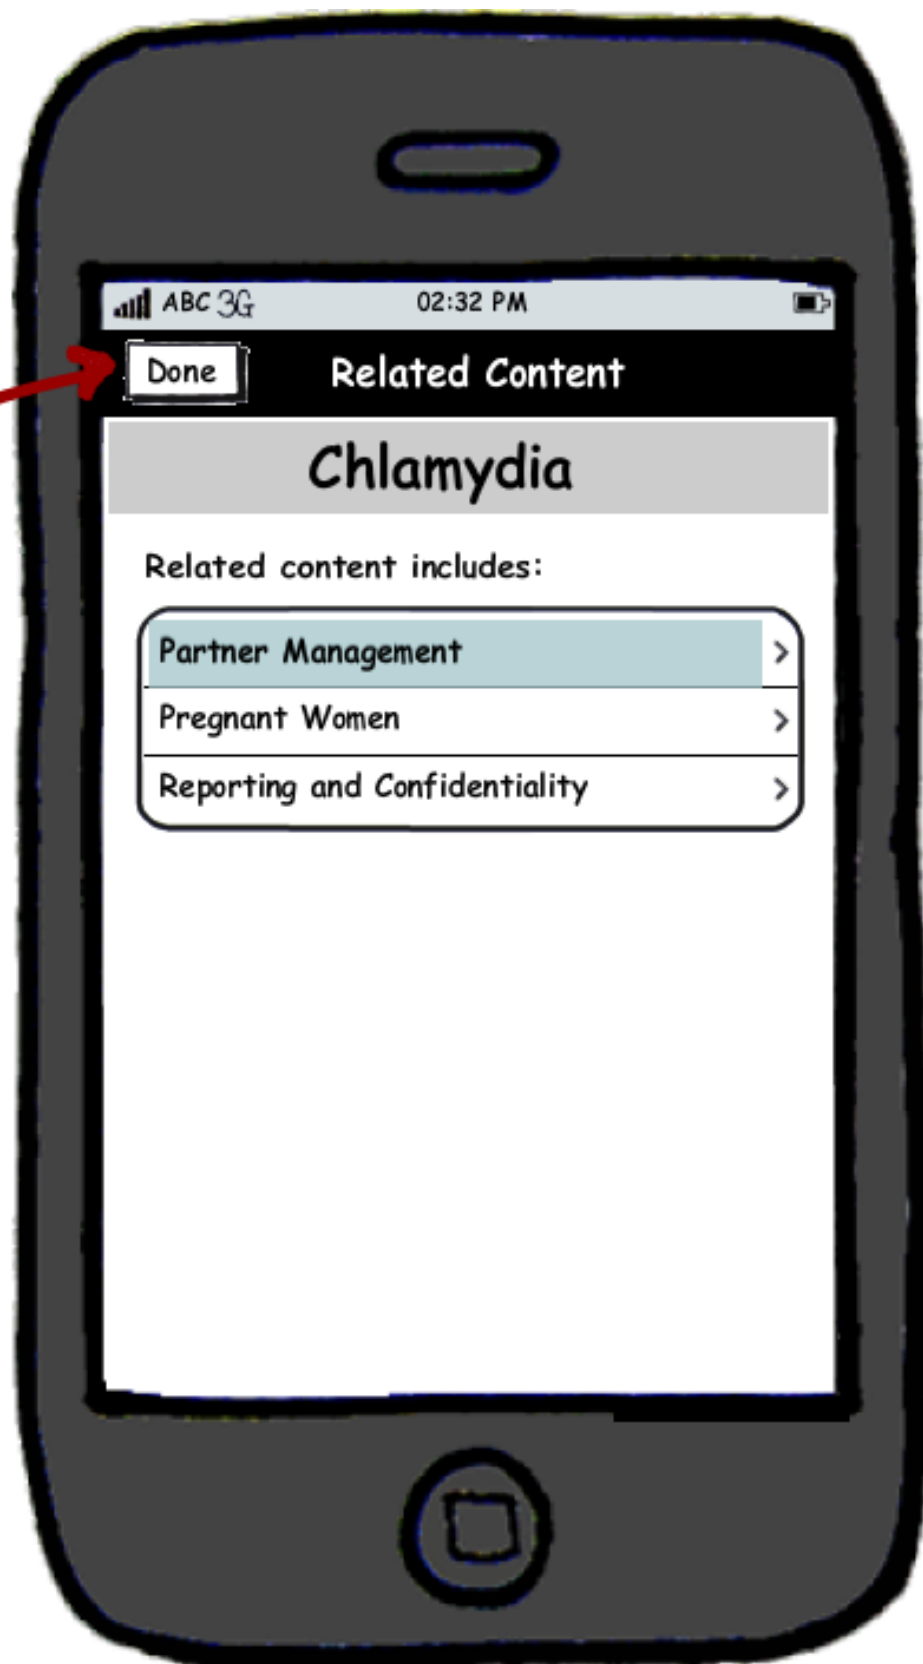 ABC 3G 02:32 PM
Done Related Content
Chlamydia
Related content includes:
Partner Management
Pregnant Women
Reporting and Confidentiality